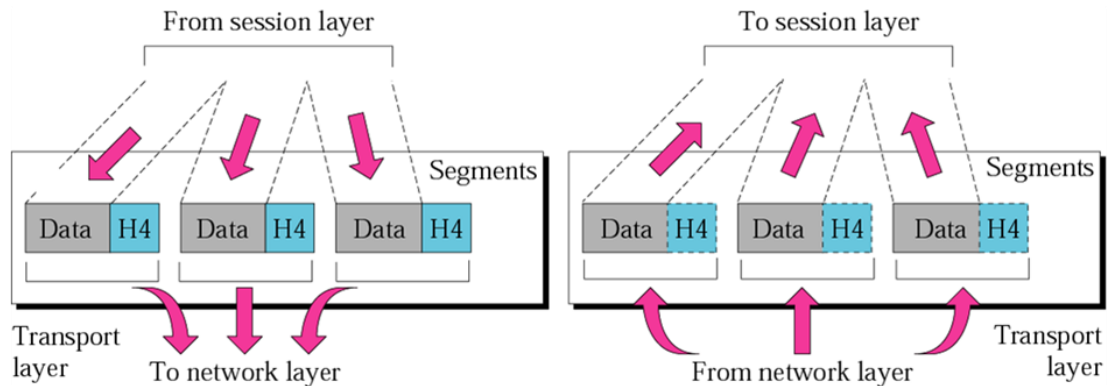 From session layer
Segments
Data H4 Data H4 Data H4
Transport
layer
To network layer
To session layer
Segments
Data H4 Data H4 Data H4
Transport
layer
From network layer